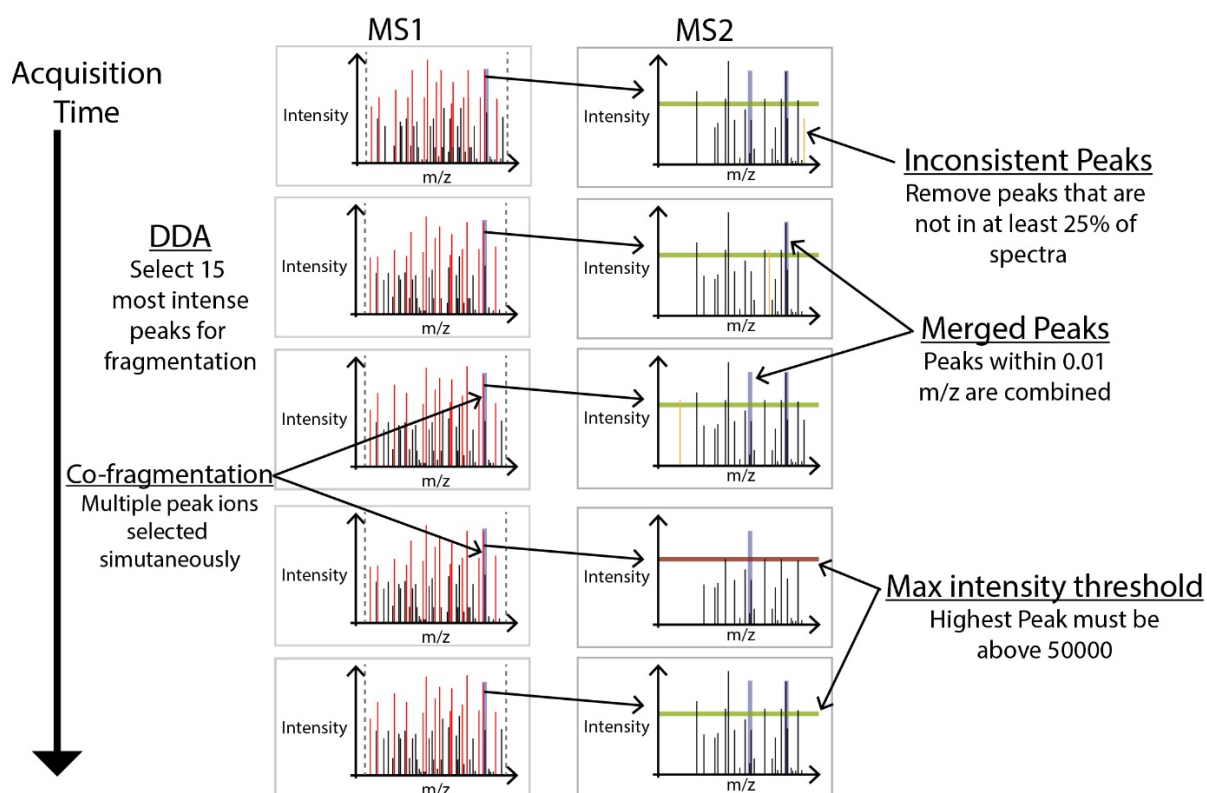 MS1
MS2
Acquisition
Time
Intensity
m/z
Intensity
m/z
Inconsistent Peaks
Remove peaks that are
not in at least 25% of
spectra
DDA
Select 15
most intense
peaks for
fragmentation
Intensity
m/z
Intensity
m/z
Merged Peaks
Peaks within 0.01
m/z are combined
Intensity
m/z
Intensity
m/z
Co-fragmentation
Multiple peak ions
selected
simutaneously
Intensity
m/z
Intensity
m/z
Max intensity threshold
Highest Peak must be
above 50000
Intensity
m/z
Intensity
m/z